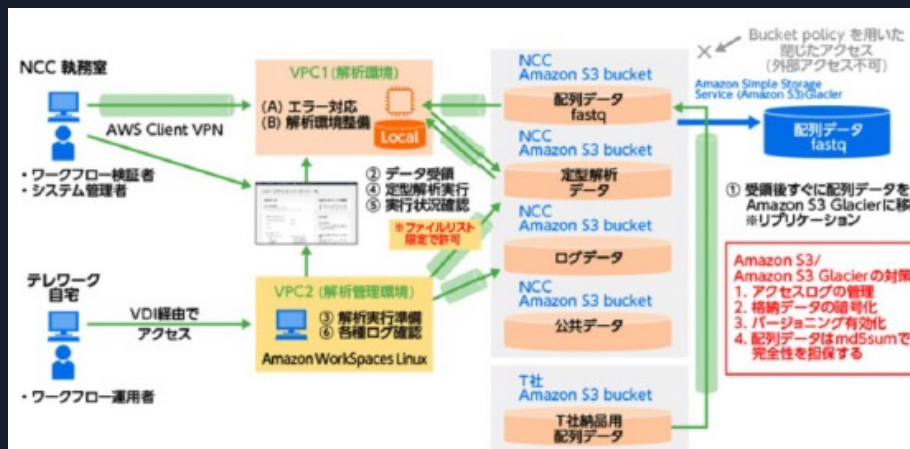 NCC 執務室
AWS Client VPN
・ワークフロー検証者
・システム管理者
テレワーク
自宅
VDI経由で
アクセス
・ワークフロー運用者
VPC1 (解析環境)
(A) エラー対応
(B) 解析環境整備
Local
② データ受領
④ 定型解析実行
⑤ 実行状況確認
※ファイルリスト
限定で許可
VPC2 (解析管理環境)
③ 解析実行準備
⑥ 各種ログ確認
Amazon WorkSpaces Linux
NCC
Amazon S3 bucket
配列データ
fastq
NCC
Amazon S3 bucket
定型解析
データ
NCC
Amazon S3 bucket
ログデータ
NCC
Amazon S3 bucket
公共データ
T社
Amazon S3 bucket
T社納品用
配列データ
Bucket policy を用いた
閉じたアクセス
(外部アクセス不可)
Amazon Simple Storage
Service (Amazon S3)Glacier
配列データ
fastq
① 受領後すぐに配列データを
Amazon S3 Glacierに移
※リプリケーション
Amazon S3/
Amazon S3 Glacierの対策
1. アクセスログの管理
2. 格納データの暗号化
3. バージョニング有効化
4. 配列データはmd5sumで
完全性を担保する